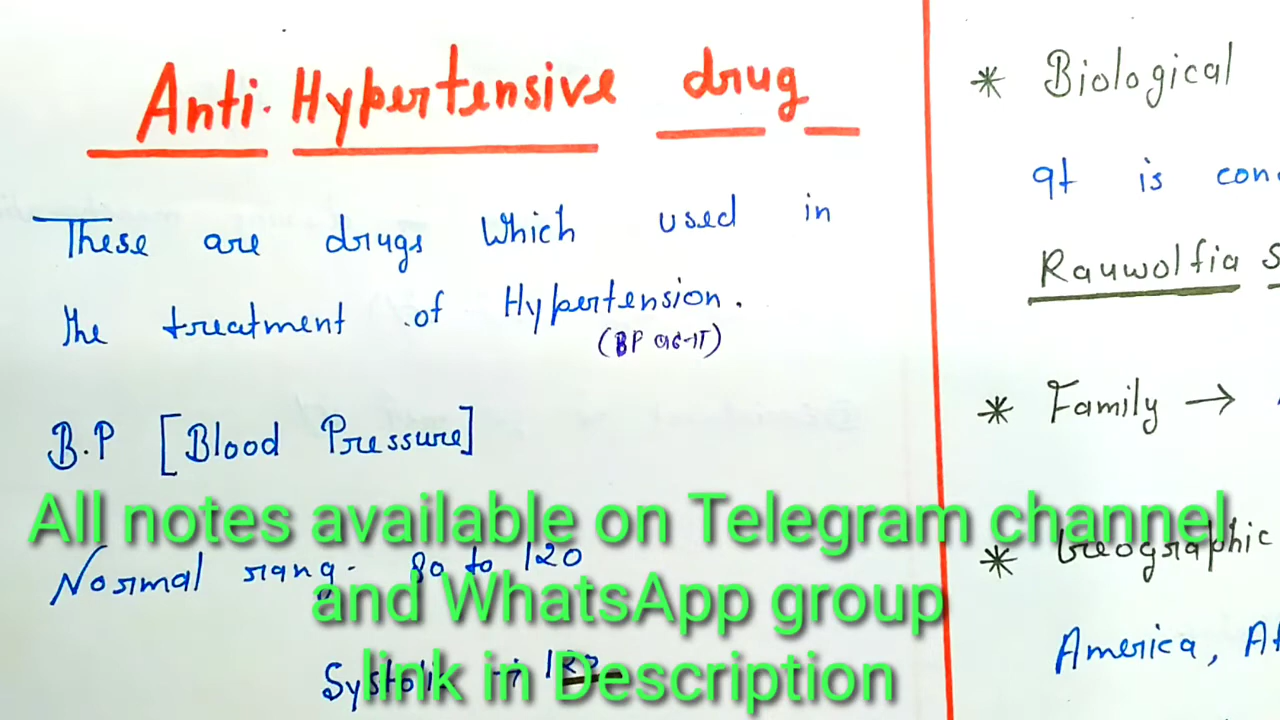 Anti-Hypertensive drug
These are drugs which used in
the treatment of Hypertension.
B.P [Blood Pressure]
Normal rang- 80 to 120
Systolic → 
* Biological
It is
Rauwolfia
* Family →
* Geographic
America,
All notes available on Telegram channel
and WhatsApp group
link in Description